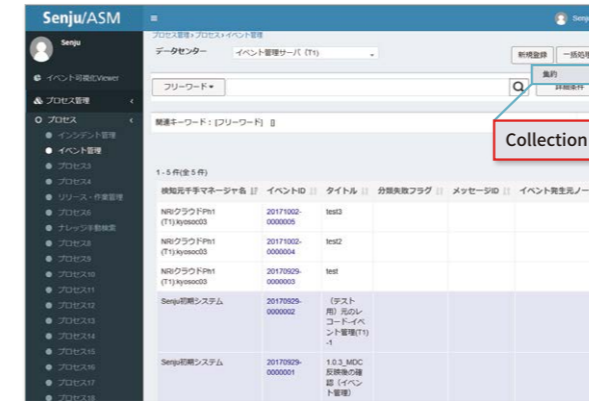 Senju/ASM
Senju
プロセス管理 › プロセス › イベント管理
Senju
データセンター
イベント管理サーバ (T1)
新規登録
一括処理
集約
イベント可視化Viewer
フリーワード
詳細条件
プロセス管理
Collection
プロセス
関連キーワード:[フリーワード] []
インシデント管理
イベント管理
プロセス3
プロセス4
リリース・作業管理
プロセス6
ナレッジ手動検索
プロセス8
プロセス9
プロセス10
プロセス11
プロセス12
プロセス13
プロセス14
プロセス15
プロセス16
プロセス17
プロセス18
1 - 5 件(全 5 件)
検知元千手マネージャ名 イベントID タイトル 分類失敗フラグ メッセージID イベント発生元ノー
NRIクラウドPh1 20171002- test3
(T1):kyosoc03 0000005
NRIクラウドPh1 20171002- test2
(T1):kyosoc03 0000004
NRIクラウドPh1 20170929- test
(T1):kyosoc03 0000003
Senju初期システム 20170929- (テスト
0000002 用)元のレ
コード-イベ
ント管理(T1)
-1
Senju初期システム 20170929- 1.0.3_MDC
0000001 反映後の確
認(イベン
ト管理)